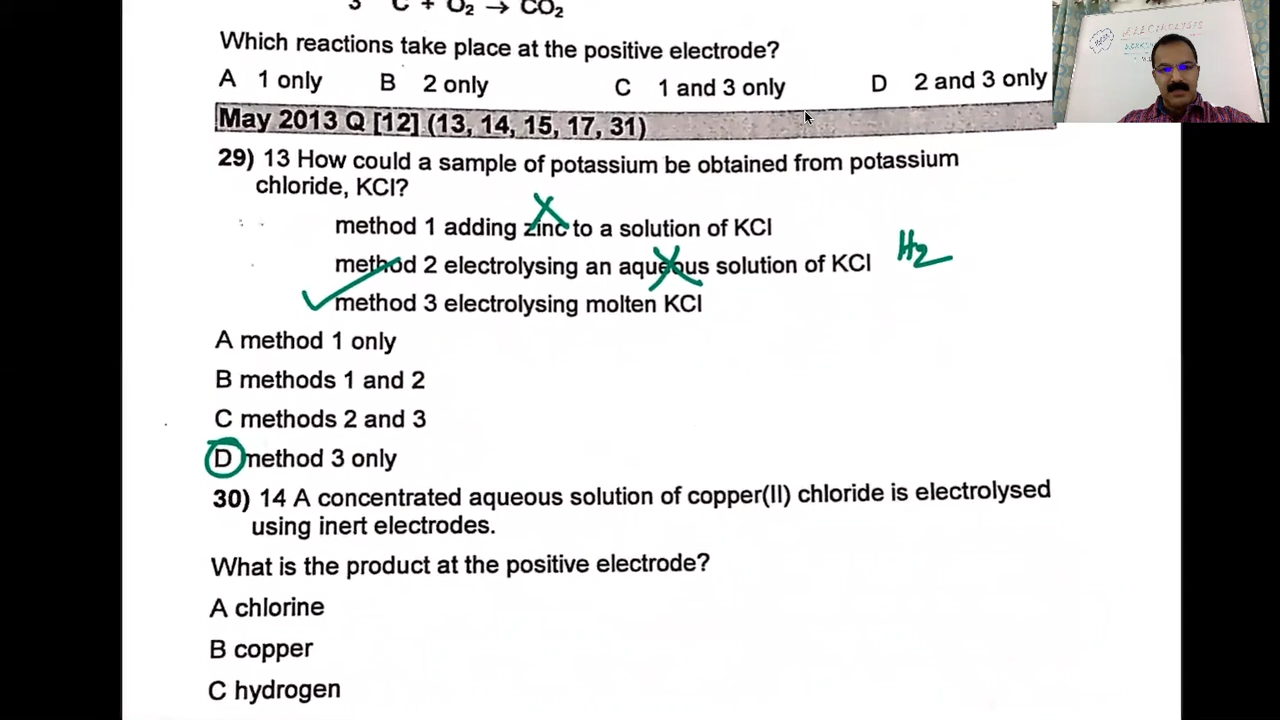 3 C + O₂ → CO₂
Which reactions take place at the positive electrode?
A 1 only B 2 only C 1 and 3 only D 2 and 3 only
May 2013 Q [12] (13, 14, 15, 17, 31)
29) 13 How could a sample of potassium be obtained from potassium
chloride, KCl?
method 1 adding zinc to a solution of KCl
method 2 electrolysing an aqueous solution of KCl H₂
method 3 electrolysing molten KCl
A method 1 only
B methods 1 and 2
C methods 2 and 3
D method 3 only
30) 14 A concentrated aqueous solution of copper(II) chloride is electrolysed
using inert electrodes.
What is the product at the positive electrode?
A chlorine
B copper
C hydrogen
ELECTROLYSIS